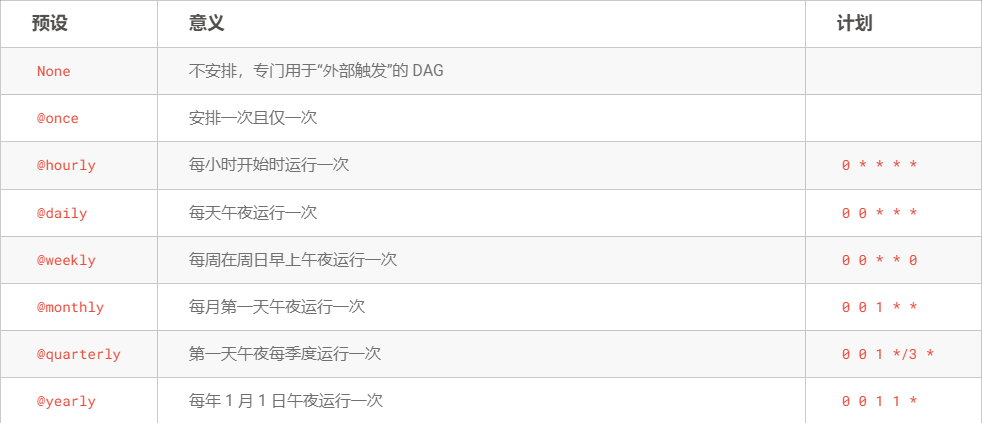 预设 意义 计划
None 不安排，专门用于“外部触发”的 DAG
@once 安排一次且仅一次
@hourly 每小时开始时运行一次 0 * * * *
@daily 每天午夜运行一次 0 0 * * *
@weekly 每周在周日早上午夜运行一次 0 0 * * 0
@monthly 每月第一天午夜运行一次 0 0 1 * *
@quarterly 第一天午夜每季度运行一次 0 0 1 */3 *
@yearly 每年 1 月 1 日午夜运行一次 0 0 1 1 *